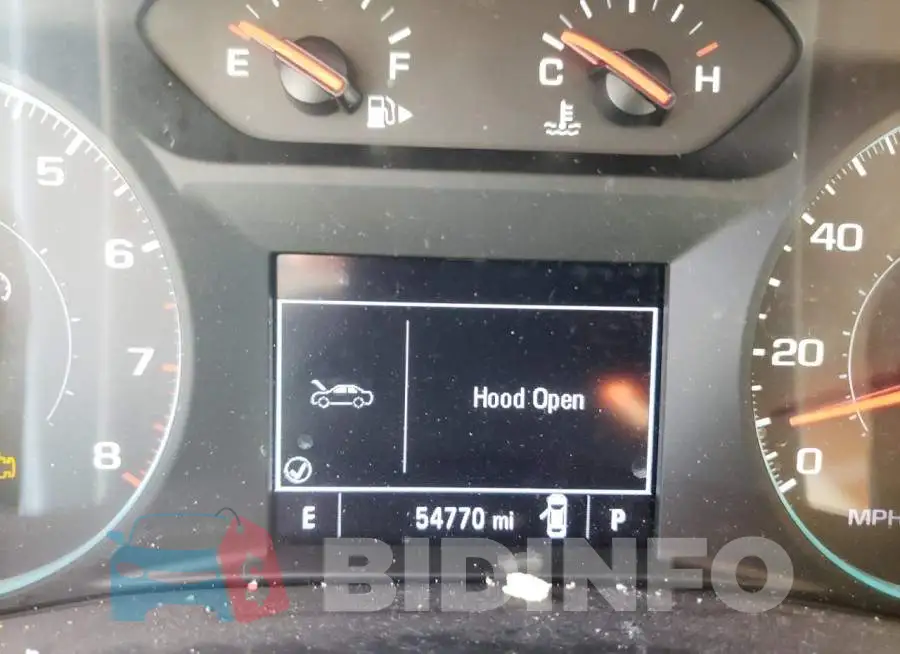 E F C H
5
6
7
8
40
20
0
MPH
Hood Open
E 54770 mi P
BIDINFO